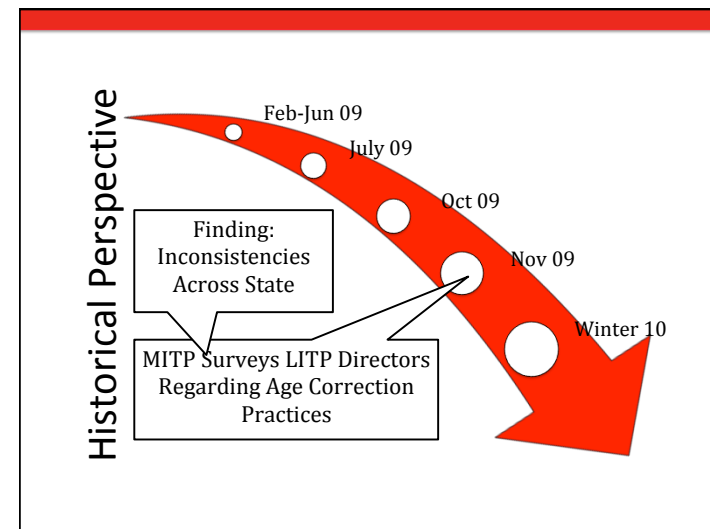 Historical Perspective
Feb-Jun 09
July 09
Oct 09
Nov 09
Winter 10
Finding:
Inconsistencies
Across State
MITP Surveys LITP Directors
Regarding Age Correction
Practices